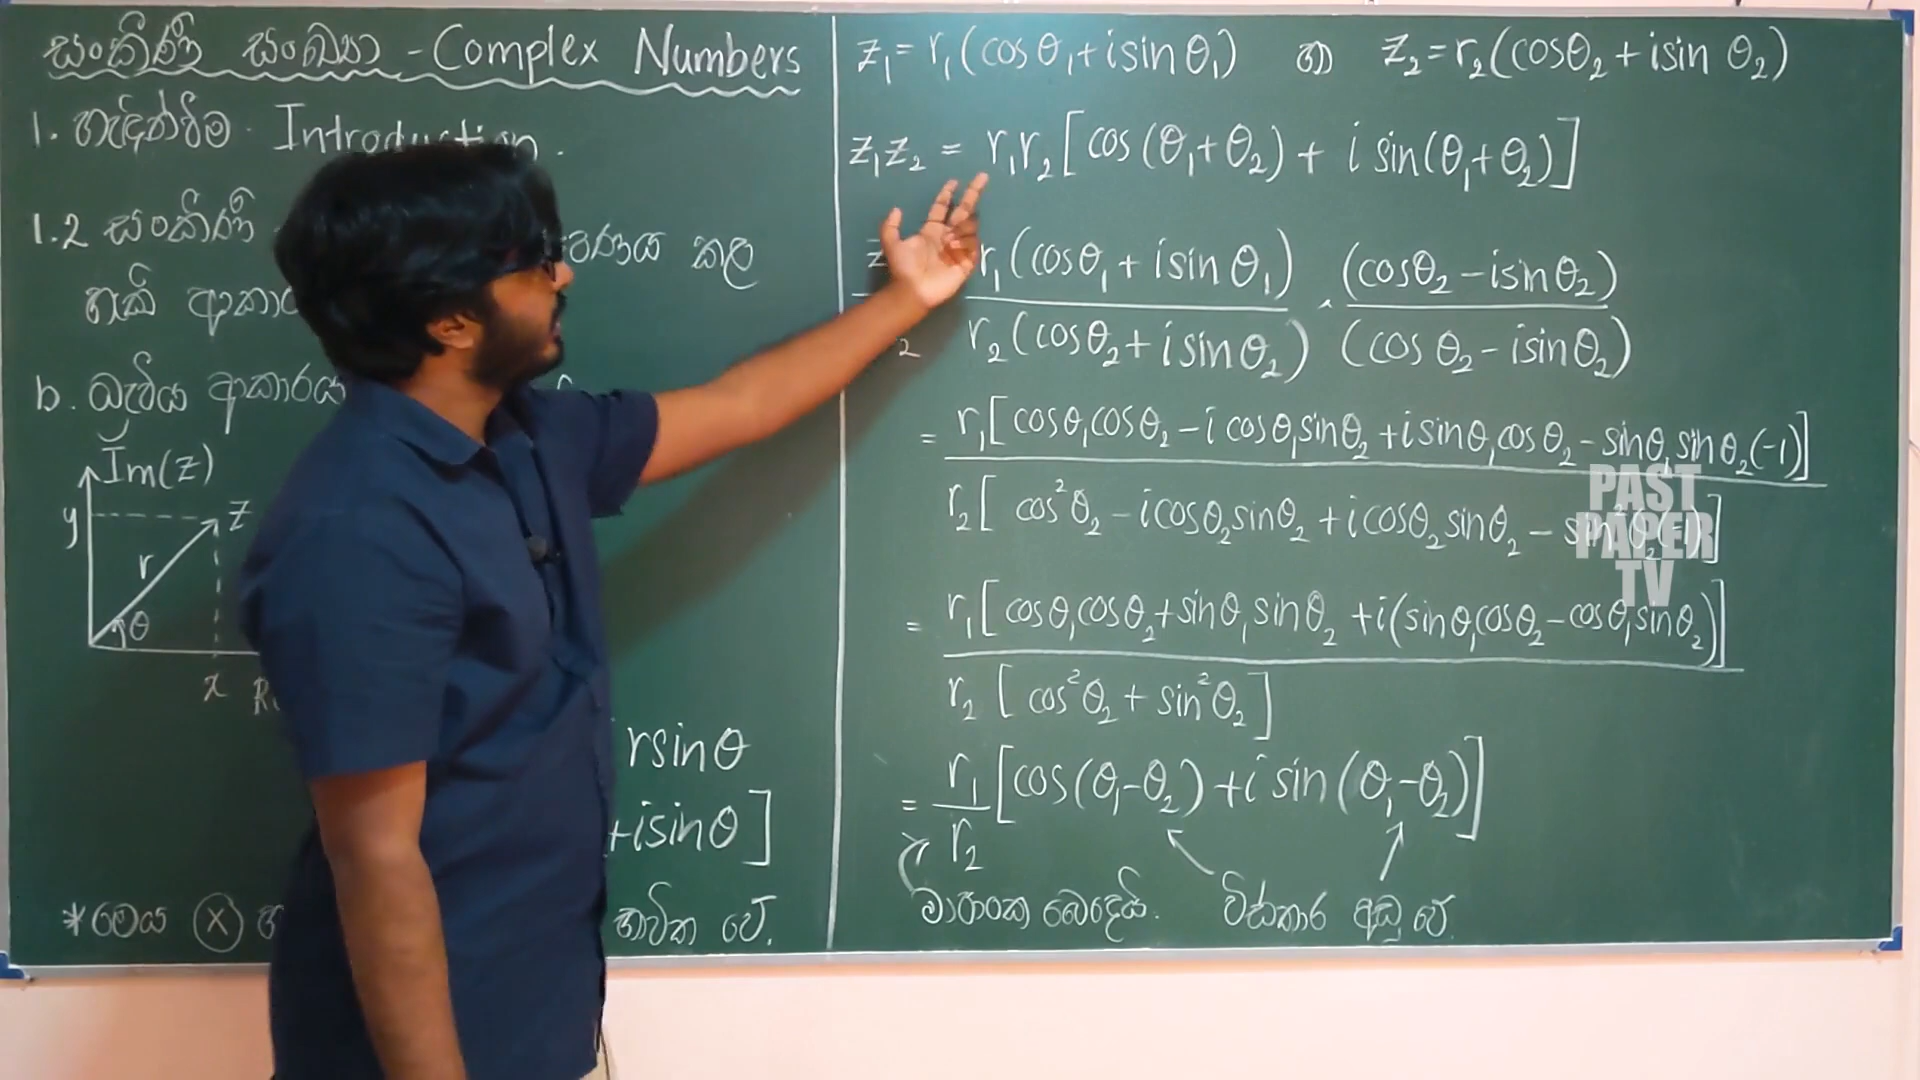 සංකීර්ණ සංඛ්‍යා - Complex Numbers
1. හැඳින්වීම. Introduction.
1.2 සංකීර්ණ කල
හැකි
b. ධ්‍රැවීය ආකාරය
Im(z)
y
z
r
θ
x
rsinθ
+isinθ]
*මෙය (X) භාවිත වේ.
z₁=r₁(cosθ₁+isinθ₁) හා z₂=r₂(cosθ₂+isinθ₂)
z₁z₂ = r₁r₂[cos(θ₁+θ₂) + i sin(θ₁+θ₂)]
r₁(cosθ₁+isinθ₁) . (cosθ₂-isinθ₂)
r₂(cosθ₂+isinθ₂) (cosθ₂-isinθ₂)
= r₁[cosθ₁cosθ₂-i cosθ₁sinθ₂+isinθ₁cosθ₂-sinθ₁sinθ₂(-1)]
r₂[cos²θ₂-icosθ₂sinθ₂+icosθ₂sinθ₂-
= r₁[cosθ₁cosθ₂+sinθ₁sinθ₂+i(sinθ₁cosθ₂-cosθ₁sinθ₂)]
r₂[cos²θ₂+sin²θ₂]
= r₁/r₂ [cos(θ₁-θ₂)+i sin(θ₁-θ₂)]
මාපාංක බෙදෙයි. විස්තාර අඩු වේ.
PAST
PAPER
TV